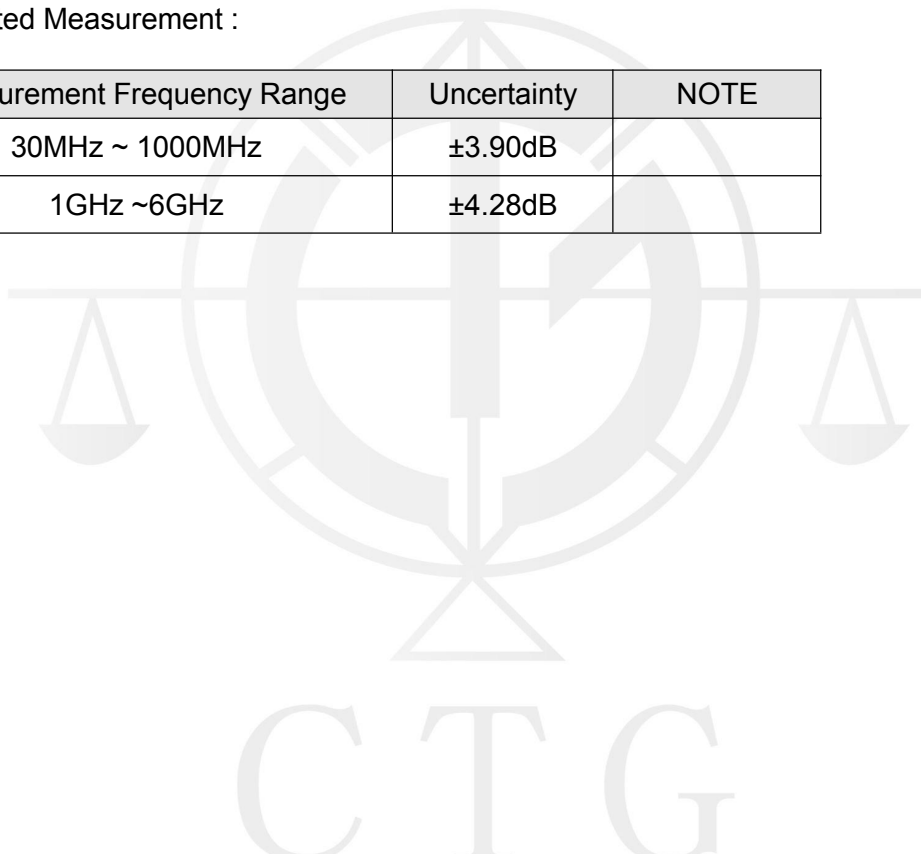 ted Measurement :
urement Frequency Range Uncertainty NOTE
30MHz ~ 1000MHz ±3.90dB
1GHz ~6GHz ±4.28dB
C T G